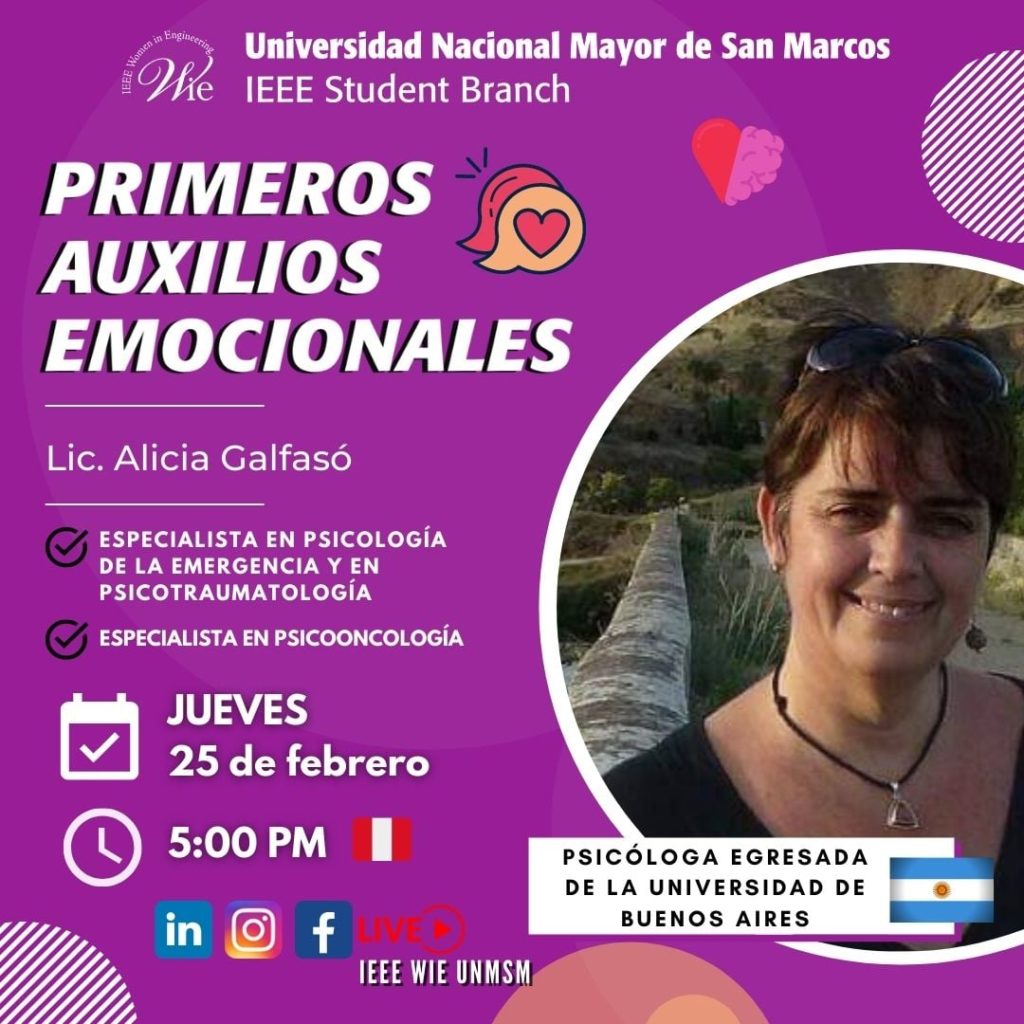 IEEE Women in Engineering
Wie
Universidad Nacional Mayor de San Marcos
IEEE Student Branch
PRIMEROS
AUXILIOS
EMOCIONALES
Lic. Alicia Galfasó
ESPECIALISTA EN PSICOLOGÍA
DE LA EMERGENCIA Y EN
PSICOTRAUMATOLOGÍA
ESPECIALISTA EN PSICOONCOLOGÍA
JUEVES
25 de febrero
5:00 PM
PSICÓLOGA EGRESADA
DE LA UNIVERSIDAD DE
BUENOS AIRES
in
f
LIVE
IEEE WIE UNMSM